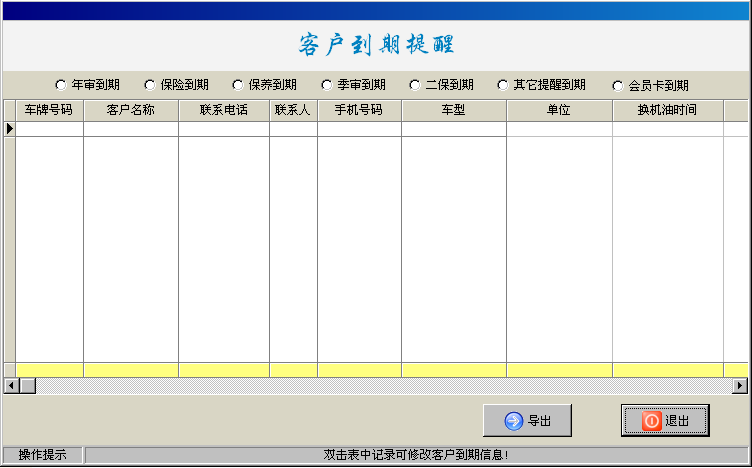 客户到期提醒
年审到期 保险到期 保养到期 季审到期 二保到期 其它提醒到期 会员卡到期
车牌号码 客户名称 联系电话 联系人 手机号码 车型 单位 换机油时间
导出 退出
操作提示 双击表中记录可修改客户到期信息!